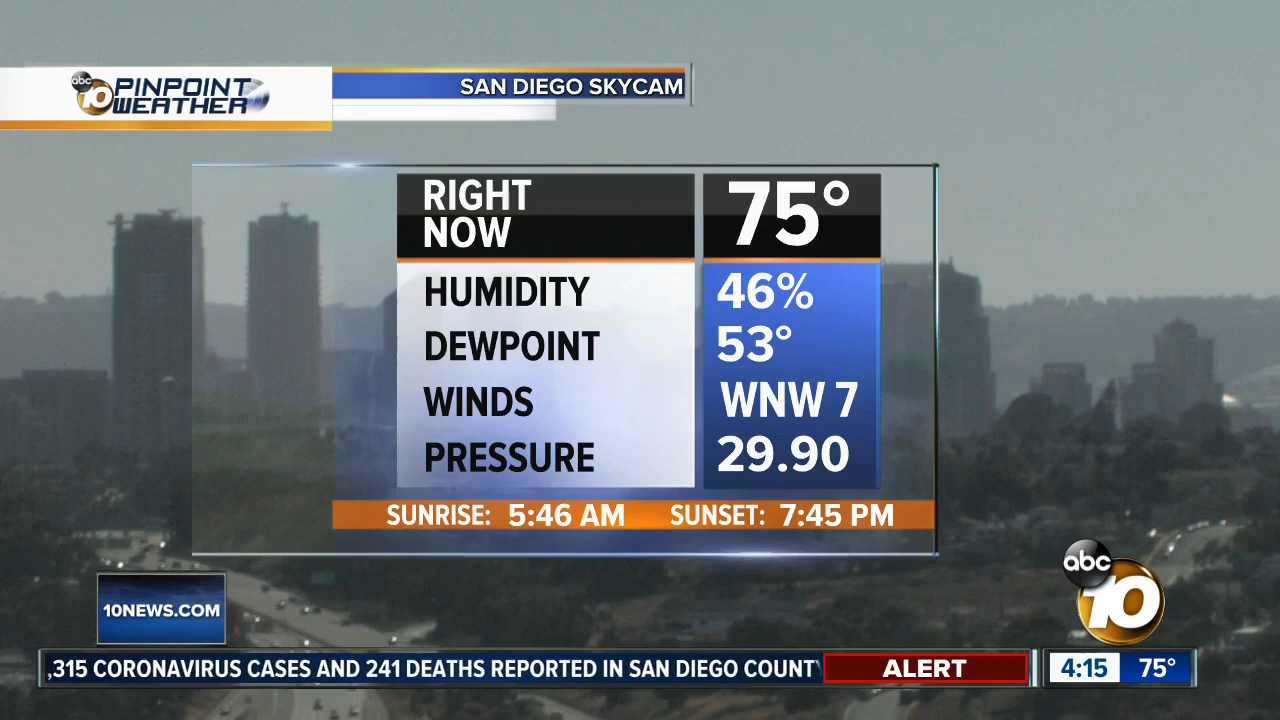 abc 10 PINPOINT WEATHER
SAN DIEGO SKYCAM
RIGHT NOW 75°
HUMIDITY 46%
DEWPOINT 53°
WINDS WNW 7
PRESSURE 29.90
SUNRISE: 5:46 AM SUNSET: 7:45 PM
abc 10
10NEWS.COM
,315 CORONAVIRUS CASES AND 241 DEATHS REPORTED IN SAN DIEGO COUNTY ALERT 4:15 75°